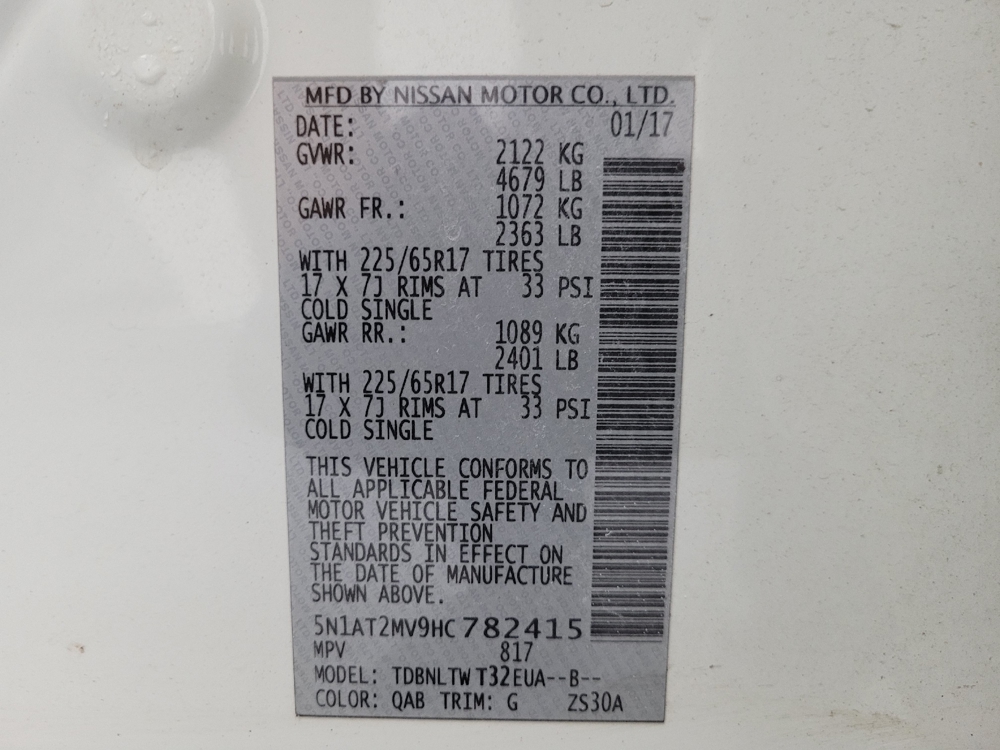 MFD BY NISSAN MOTOR CO., LTD.
DATE: 01/17
GVWR: 2122 KG
4679 LB
GAWR FR.: 1072 KG
2363 LB
WITH 225/65R17 TIRES
17 X 7J RIMS AT 33 PSI
COLD SINGLE
GAWR RR.: 1089 KG
2401 LB
WITH 225/65R17 TIRES
17 X 7J RIMS AT 33 PSI
COLD SINGLE
THIS VEHICLE CONFORMS TO
ALL APPLICABLE FEDERAL
MOTOR VEHICLE SAFETY AND
THEFT PREVENTION
STANDARDS IN EFFECT ON
THE DATE OF MANUFACTURE
SHOWN ABOVE.
5N1AT2MV9HC782415
MPV 817
MODEL: TDBNLTW T32EUA--B--
COLOR: QAB TRIM: G ZS30A